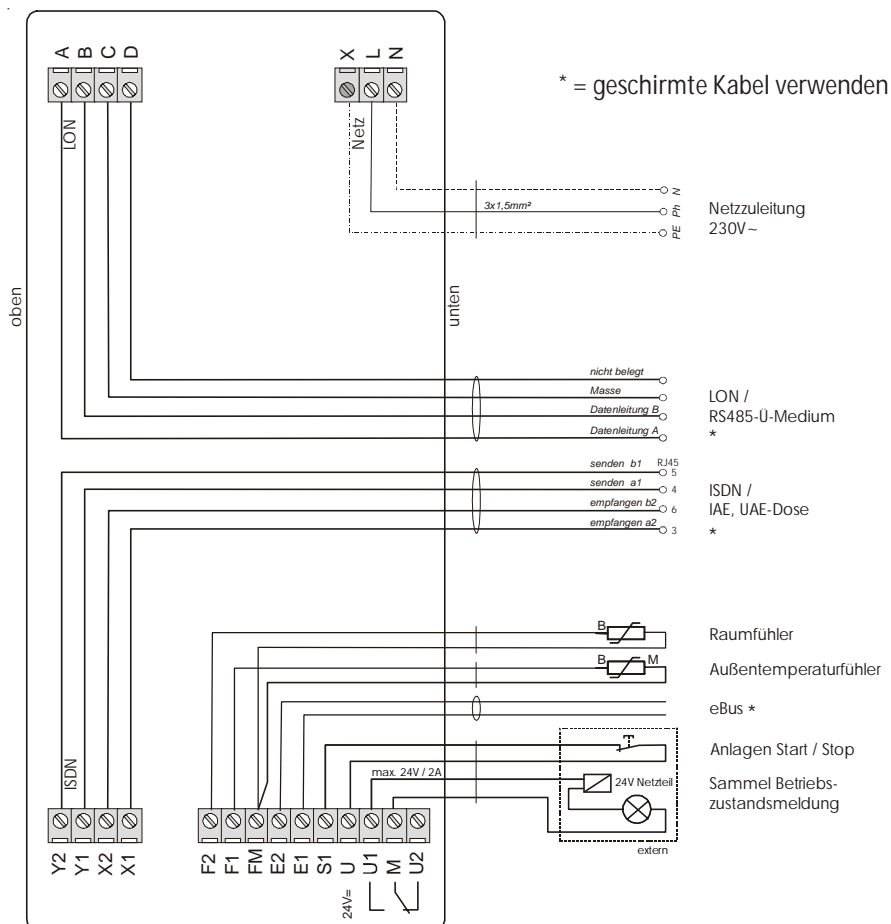 A B C D
X L N
* = geschirmte Kabel verwenden
LON
Netz
N
3x1,5mm²
Ph
PE
Netzzuleitung
230V~
oben
unten
nicht belegt
Masse
Datenleitung B
Datenleitung A
LON /
RS485-Ü-Medium
*
senden b1
RJ45
5
senden a1
4
empfangen b2
6
empfangen a2
3
ISDN /
IAE, UAE-Dose
*
B
Raumfühler
B M
Außentemperaturfühler
eBus *
Anlagen Start / Stop
ISDN
max. 24V / 2A
24V Netzteil
Sammel Betriebs-
zustandsmeldung
extern
Y2 Y1 X2 X1
F2 F1 FM E2 E1 S1 U U1 M U2
24V=